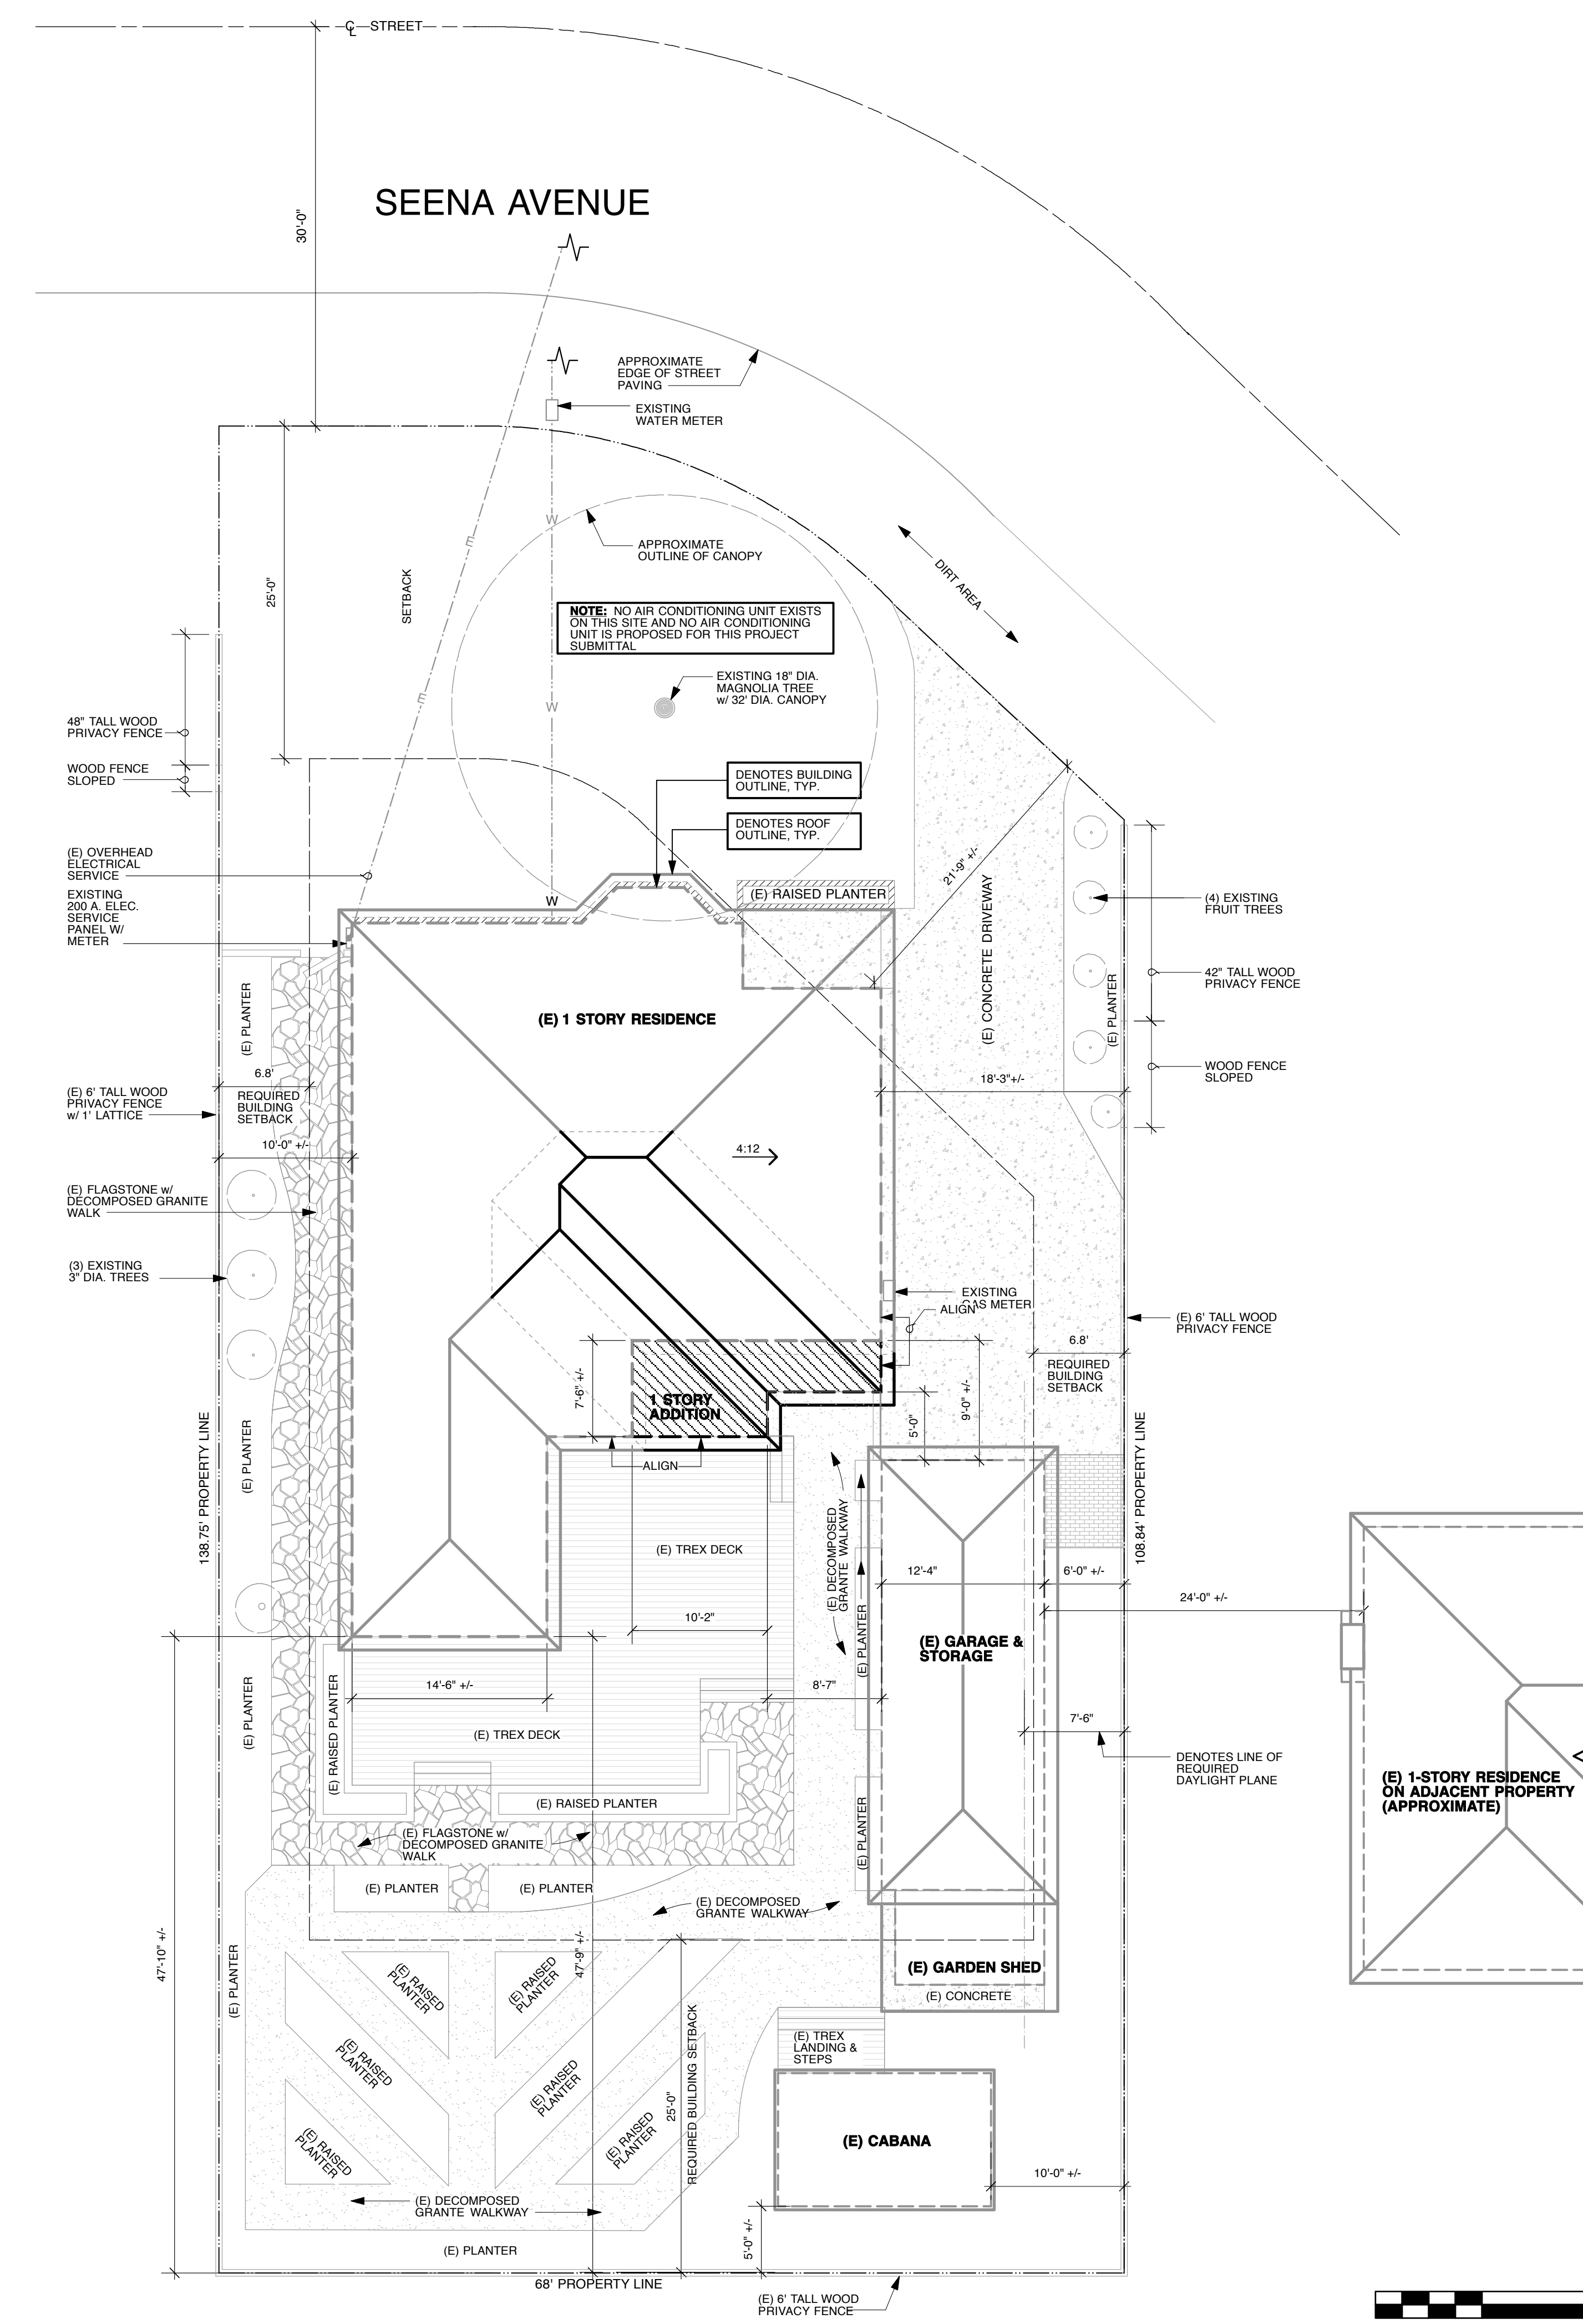 CL STREET
30'-0"
SEENA AVENUE
APPROXIMATE
EDGE OF STREET
PAVING
EXISTING
WATER METER
W
E
APPROXIMATE
OUTLINE OF CANOPY
DIRT AREA
25'-0"
SETBACK
NOTE: NO AIR CONDITIONING UNIT EXISTS
ON THIS SITE AND NO AIR CONDITIONING
UNIT IS PROPOSED FOR THIS PROJECT
SUBMITTAL
EXISTING 18" DIA.
MAGNOLIA TREE
w/ 32' DIA. CANOPY
E
W
48" TALL WOOD
PRIVACY FENCE
WOOD FENCE
SLOPED
DENOTES BUILDING
OUTLINE, TYP.
DENOTES ROOF
OUTLINE, TYP.
(E) OVERHEAD
ELECTRICAL
SERVICE
EXISTING
200 A. ELEC.
SERVICE
PANEL W/
METER
W
(E) RAISED PLANTER
21'-9" +/-
(E) CONCRETE DRIVEWAY
(4) EXISTING
FRUIT TREES
42" TALL WOOD
PRIVACY FENCE
(E) PLANTER
WOOD FENCE
SLOPED
(E) PLANTER
(E) 1 STORY RESIDENCE
6.8'
REQUIRED
BUILDING
SETBACK
18'-3"+/-
(E) 6' TALL WOOD
PRIVACY FENCE
w/ 1' LATTICE
10'-0" +/-
4:12
(E) FLAGSTONE w/
DECOMPOSED GRANITE
WALK
(3) EXISTING
3" DIA. TREES
EXISTING
GAS METER
ALIGN
(E) 6' TALL WOOD
PRIVACY FENCE
6.8'
REQUIRED
BUILDING
SETBACK
7'-6" +/-
1 STORY
ADDITION
5'-0"
9'-0" +/-
ALIGN
138.75' PROPERTY LINE
(E) PLANTER
108.84' PROPERTY LINE
(E) TREX DECK
(E) DECOMPOSED
GRANTE WALKWAY
12'-4"
6'-0" +/-
24'-0" +/-
10'-2"
(E) PLANTER
(E) GARAGE &
STORAGE
14'-6" +/-
8'-7"
7'-6"
(E) PLANTER
(E) RAISED PLANTER
(E) TREX DECK
DENOTES LINE OF
REQUIRED
DAYLIGHT PLANE
(E) 1-STORY RESIDENCE
ON ADJACENT PROPERTY
(APPROXIMATE)
(E) RAISED PLANTER
(E) PLANTER
(E) FLAGSTONE w/
DECOMPOSED GRANITE
WALK
(E) PLANTER
(E) PLANTER
(E) DECOMPOSED
GRANTE WALKWAY
47'-10" +/-
(E) PLANTER
47'-9" +/-
(E) RAISED
PLANTER
(E) RAISED
PLANTER
(E) GARDEN SHED
(E) CONCRETE
(E) RAISED
PLANTER
(E) RAISED
PLANTER
25'-0"
REQUIRED BUILDING SETBACK
(E) TREX
LANDING &
STEPS
(E) RAISED
PLANTER
(E) RAISED
PLANTER
(E) CABANA
10'-0" +/-
(E) DECOMPOSED
GRANTE WALKWAY
5'-0" +/-
(E) PLANTER
68' PROPERTY LINE
(E) 6' TALL WOOD
PRIVACY FENCE